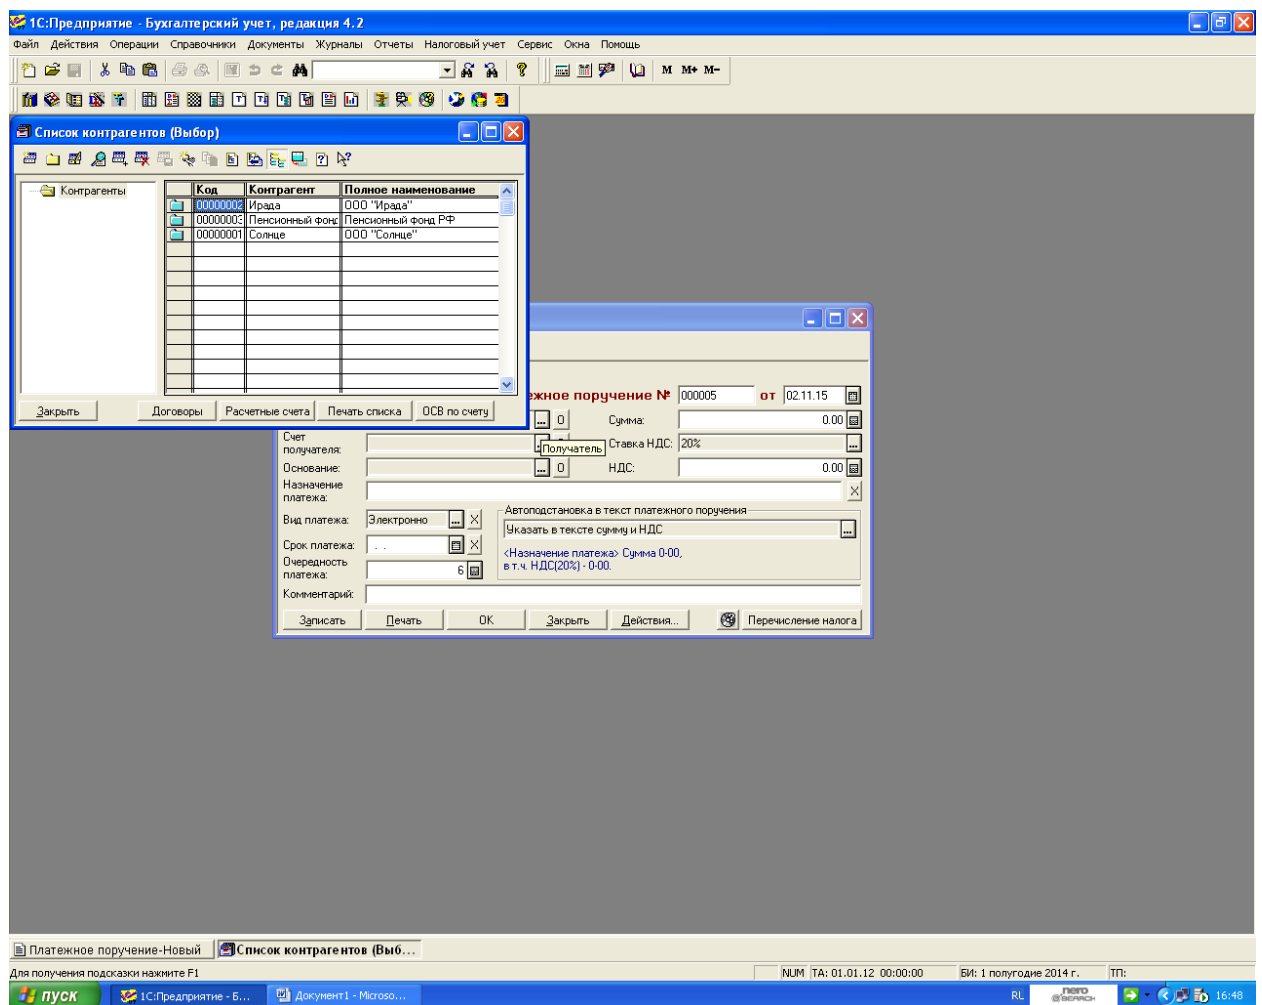 1С:Предприятие - Бухгалтерский учет, редакция 4.2
Файл Действия Операции Справочники Документы Журналы Отчеты Налоговый учет Сервис Окна Помощь
M M+ M-
Список контрагентов (Выбор)
Контрагенты
Код Контрагент Полное наименование
00000002 Ирада ООО "Ирада"
0000000 Пенсионный фонд Пенсионный фонд РФ
00000001 Солнце ООО "Солнце"
Закрыть Договоры Расчетные счета Печать списка ОСВ по счету
жное поручение № 000005 от 02.11.15
... 0 Сумма: 0.00
Счет получателя: ... Ставка НДС: 20% ...
Получатель
Основание: ... 0 НДС: 0.00
Назначение платежа: X
Вид платежа: Электронно ... X
Автоподстановка в текст платежного поручения
Указать в тексте сумму и НДС ...
Срок платежа: . . X
<Назначение платежа> Сумма 0-00,
в т.ч. НДС(20%) - 0-00.
Очередность платежа: 6
Комментарий:
Записать Печать OK Закрыть Действия... Перечисление налога
Платежное поручение-Новый Список контрагентов (Выб...
Для получения подсказки нажмите F1 NUM ТА: 01.01.12 00:00:00 БИ: 1 полугодие 2014 г. ТП:
пуск 1С:Предприятие - Б... Документ1 - Microso... RL nero SEARCH 16:48